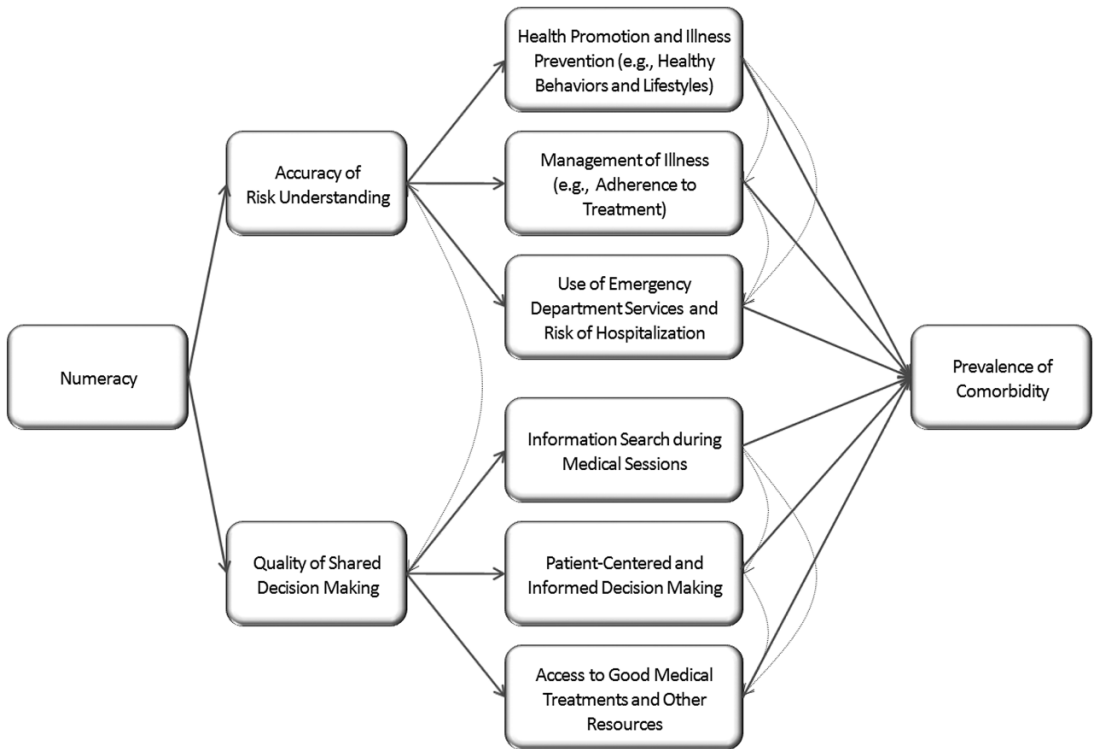 Health Promotion and Illness
Prevention (e.g., Healthy
Behaviors and Lifestyles)
Accuracy of
Risk Understanding
Management of Illness
(e.g., Adherence to
Treatment)
Use of Emergency
Department Services and
Risk of Hospitalization
Numeracy
Prevalence of
Comorbidity
Information Search during
Medical Sessions
Quality of Shared
Decision Making
Patient-Centered and
Informed Decision Making
Access to Good Medical
Treatments and Other
Resources